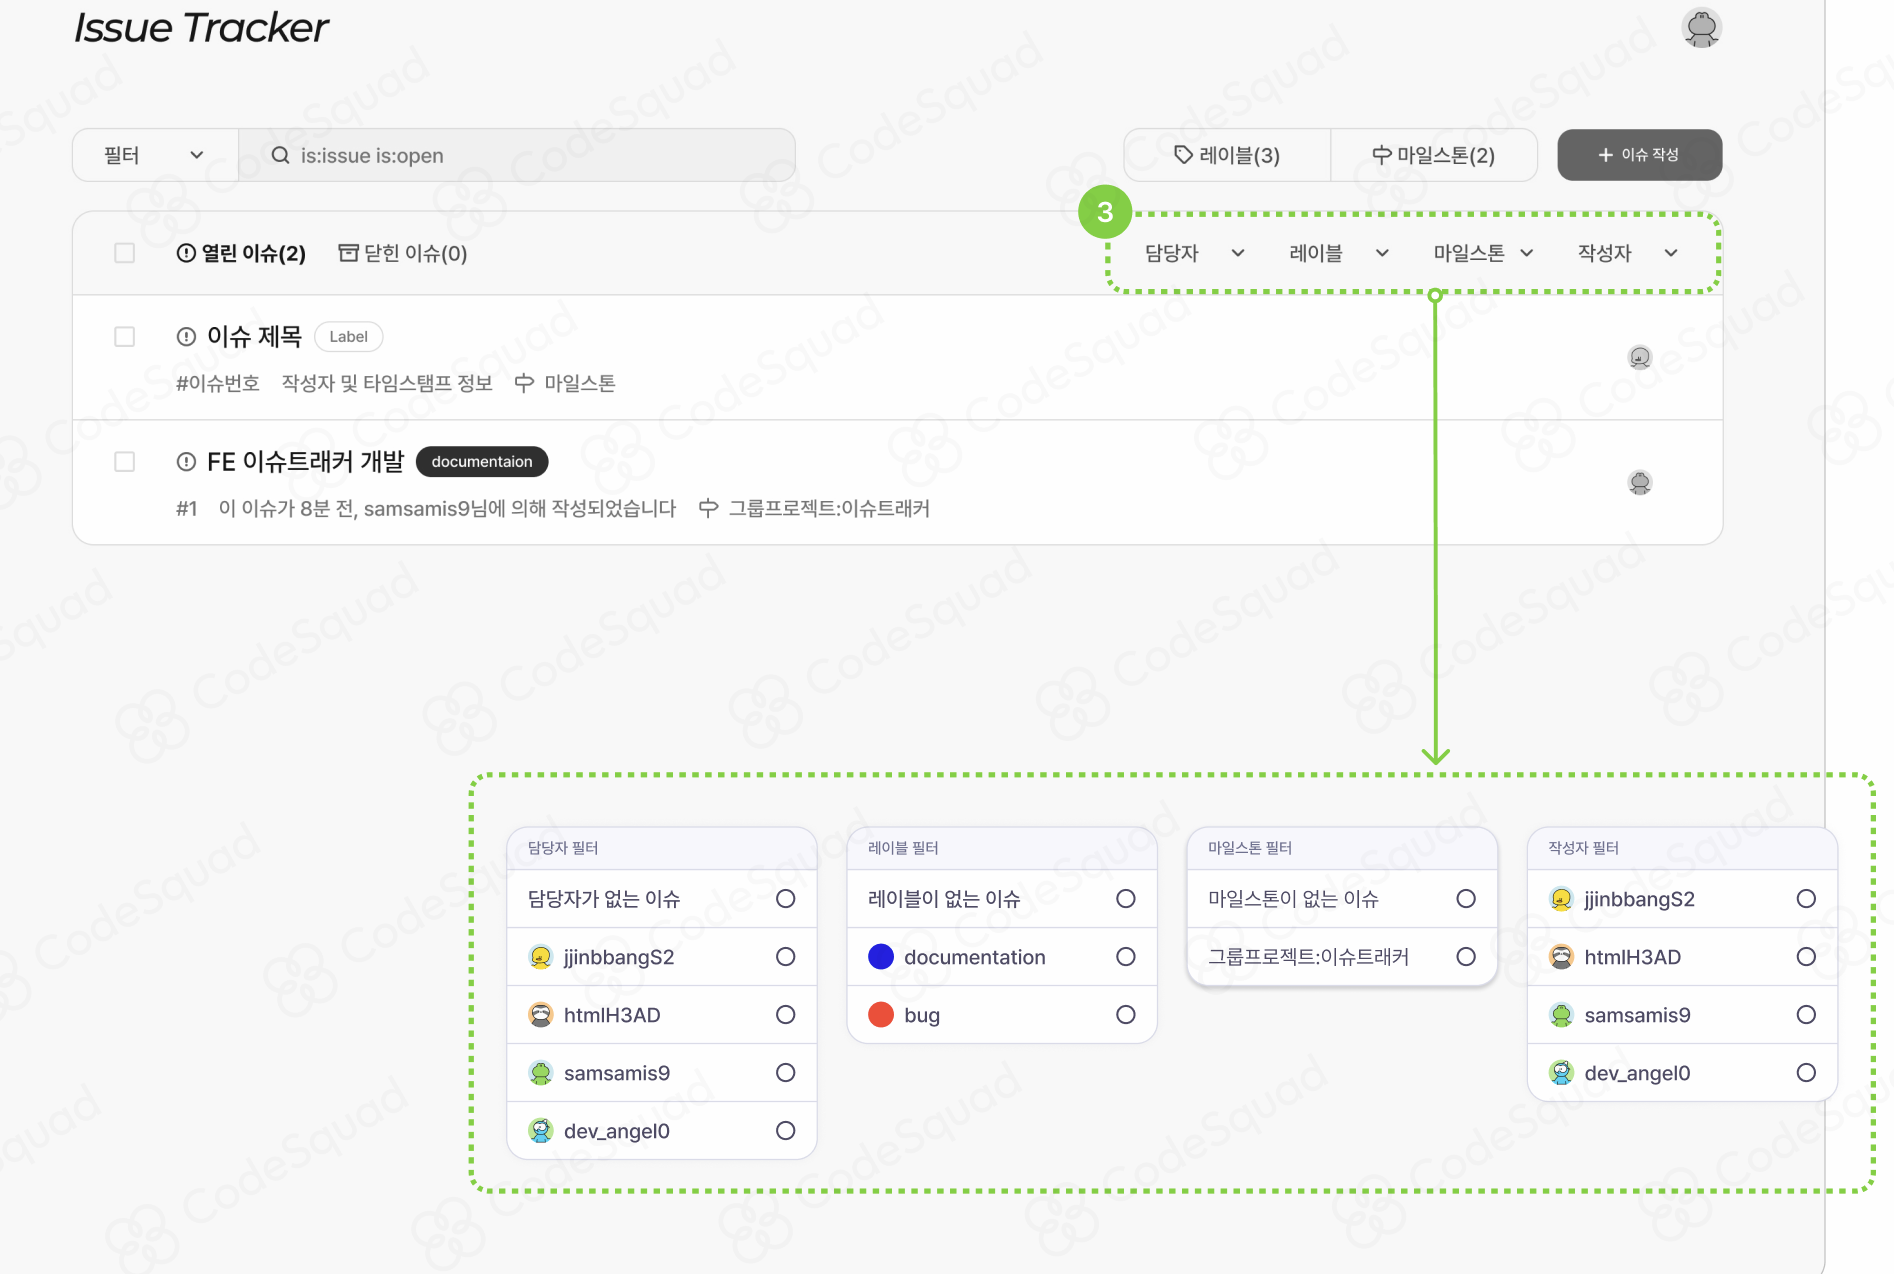 Issue Tracker
필터
is:issue is:open
레이블(3)
마일스톤(2)
+ 이슈 작성
3
열린 이슈(2)
닫힌 이슈(0)
담당자
레이블
마일스톤
작성자
이슈 제목
Label
#이슈번호 작성자 및 타임스탬프 정보 마일스톤
FE 이슈트래커 개발
documentaion
#1 이 이슈가 8분 전, samsamis9님에 의해 작성되었습니다 그룹프로젝트:이슈트래커
담당자 필터
담당자가 없는 이슈
jjinbbangS2
htmlH3AD
samsamis9
dev_angel0
레이블 필터
레이블이 없는 이슈
documentation
bug
마일스톤 필터
마일스톤이 없는 이슈
그룹프로젝트:이슈트래커
작성자 필터
jjinbbangS2
htmlH3AD
samsamis9
dev_angel0
CodeSquad